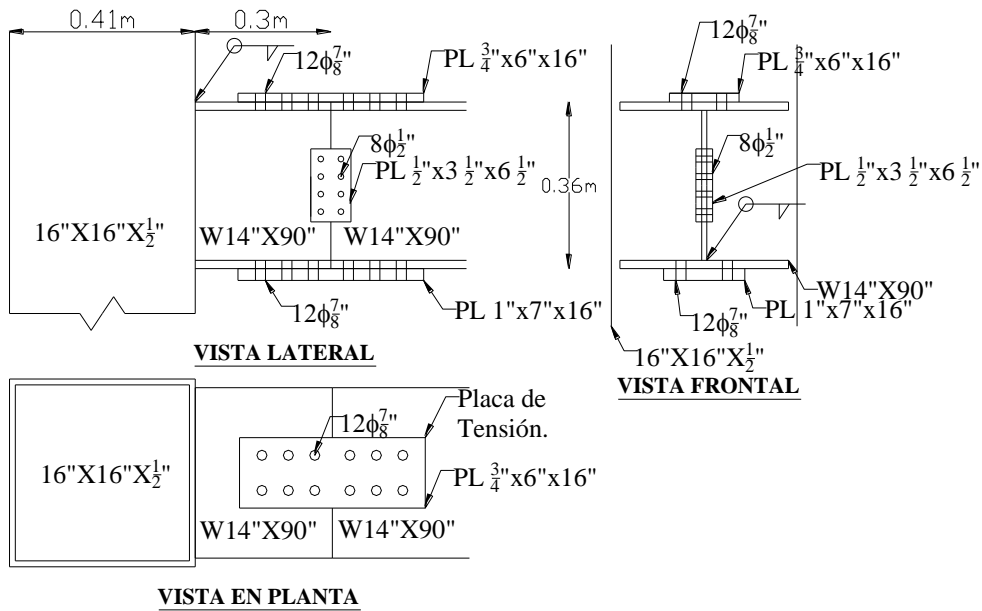 0.41m
0.3m
12ϕ7/8"
PL 3/4"x6"x16"
8ϕ1/2"
PL 1/2"x3 1/2"x6 1/2"
0.36m
16"X16"X1/2"
W14"X90"
W14"X90"
12ϕ7/8"
PL 1"x7"x16"
VISTA LATERAL
12ϕ7/8"
PL 3/4"x6"x16"
8ϕ1/2"
PL 1/2"x3 1/2"x6 1/2"
W14"X90"
PL 1"x7"x16"
12ϕ7/8"
16"X16"X1/2"
VISTA FRONTAL
Placa de
Tensión.
12ϕ7/8"
16"X16"X1/2"
PL 3/4"x6"x16"
W14"X90"
W14"X90"
VISTA EN PLANTA